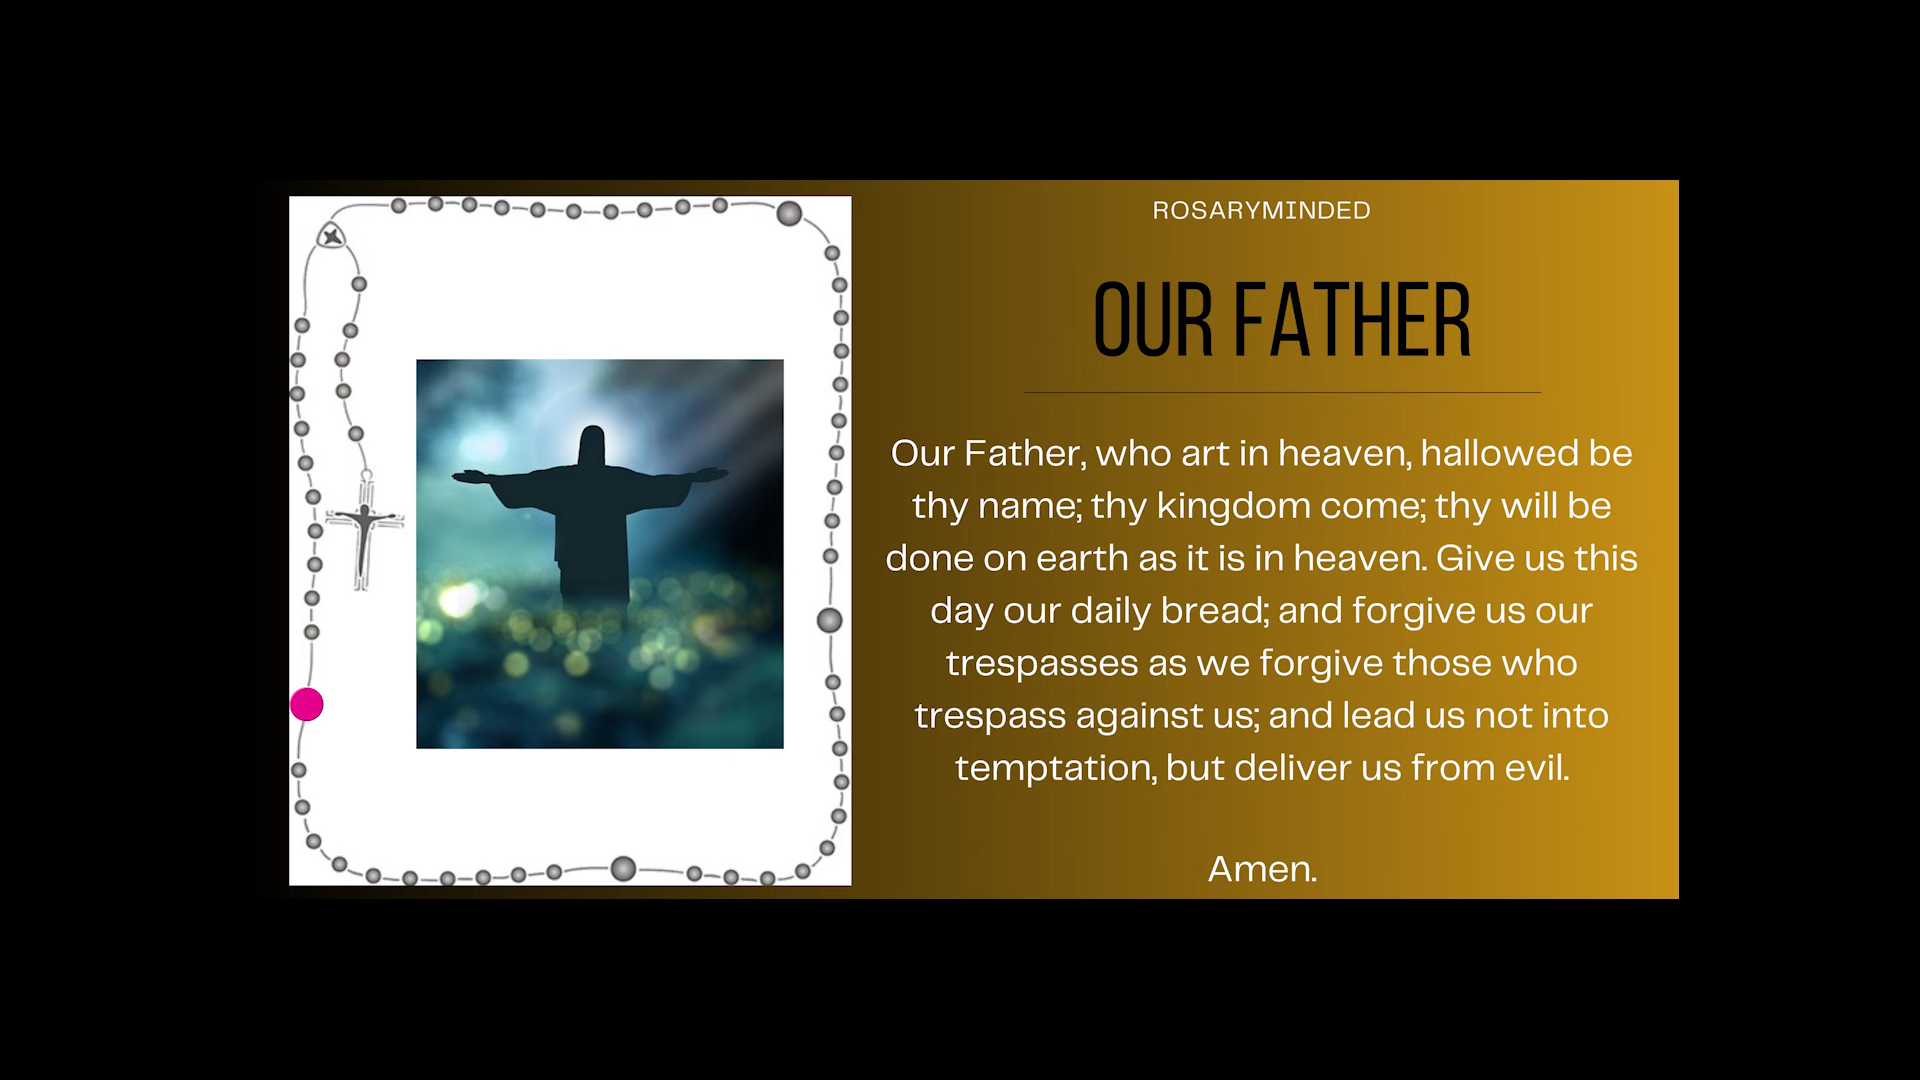 ROSARYMINDED
OUR FATHER
Our Father, who art in heaven, hallowed be
thy name; thy kingdom come; thy will be
done on earth as it is in heaven. Give us this
day our daily bread; and forgive us our
trespasses as we forgive those who
trespass against us; and lead us not into
temptation, but deliver us from evil.
Amen.